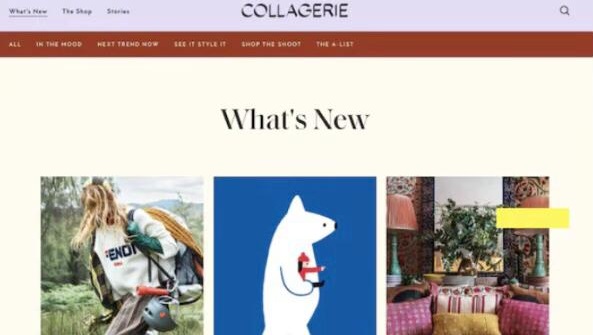 What's New The Shop Stories COLLAGERIE
ALL IN THE MOOD NEXT TREND NOW SEE IT STYLE IT SHOP THE SHOOT THE A-LIST
What's New
FENDI